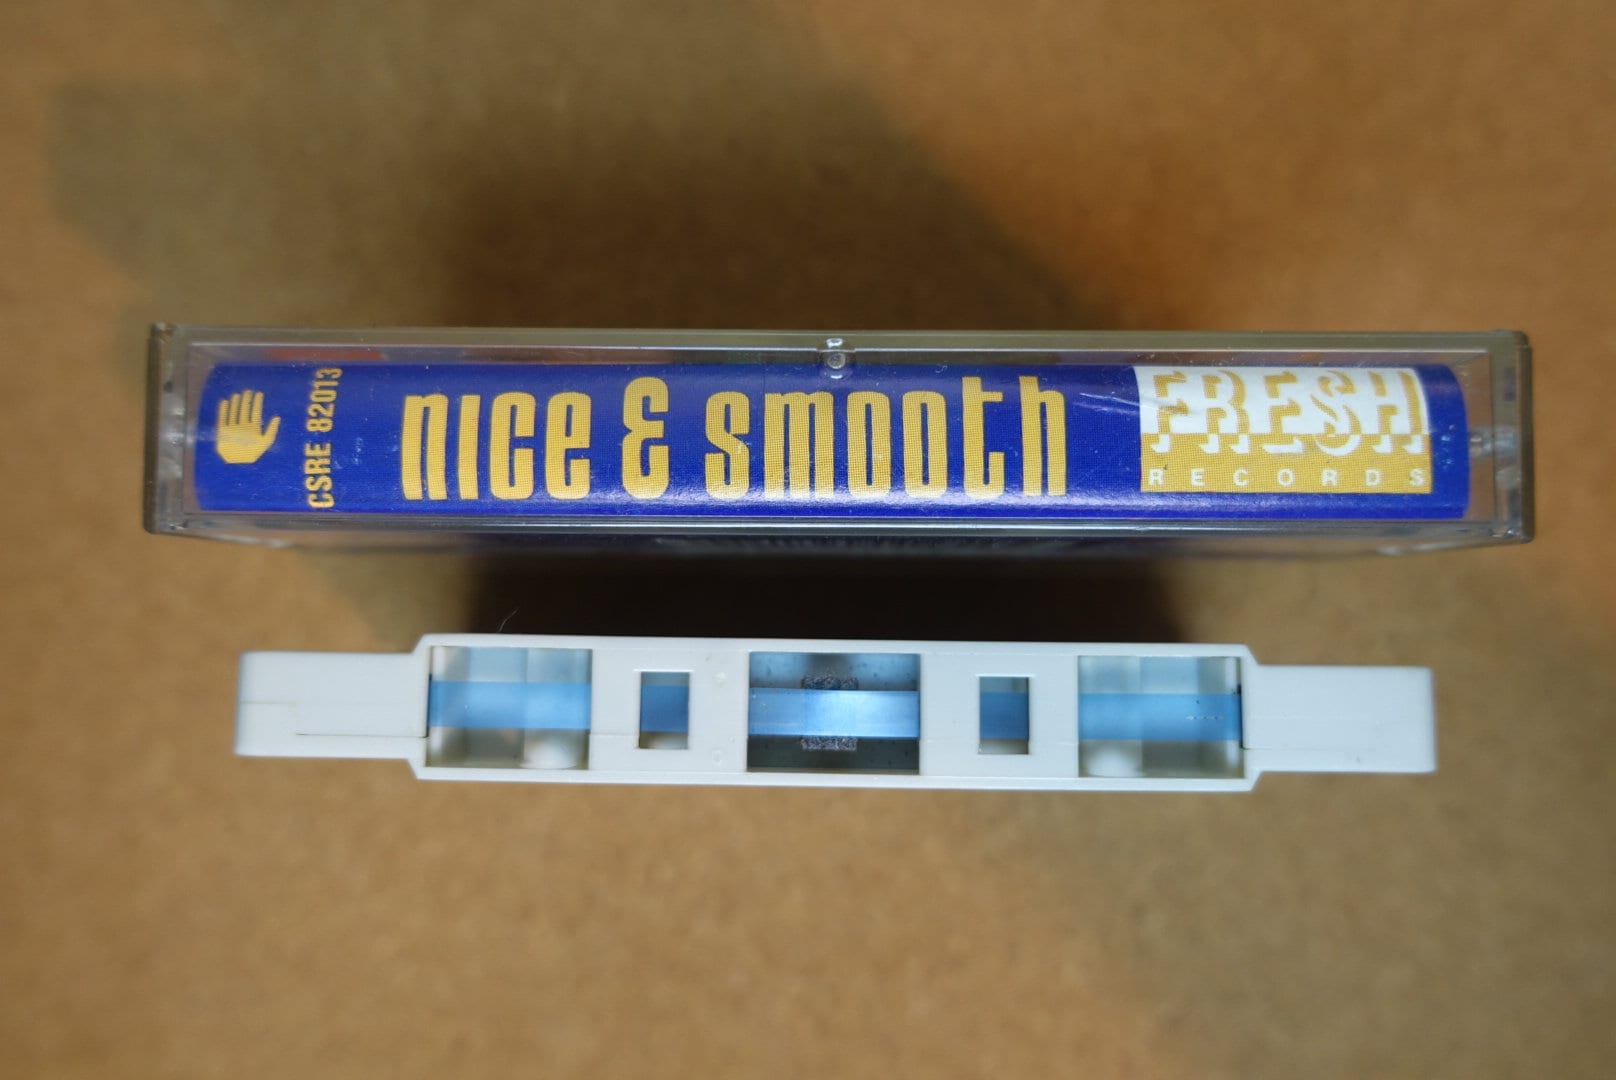 CSRE 82013
nice & smooth
FRESH
RECORDS